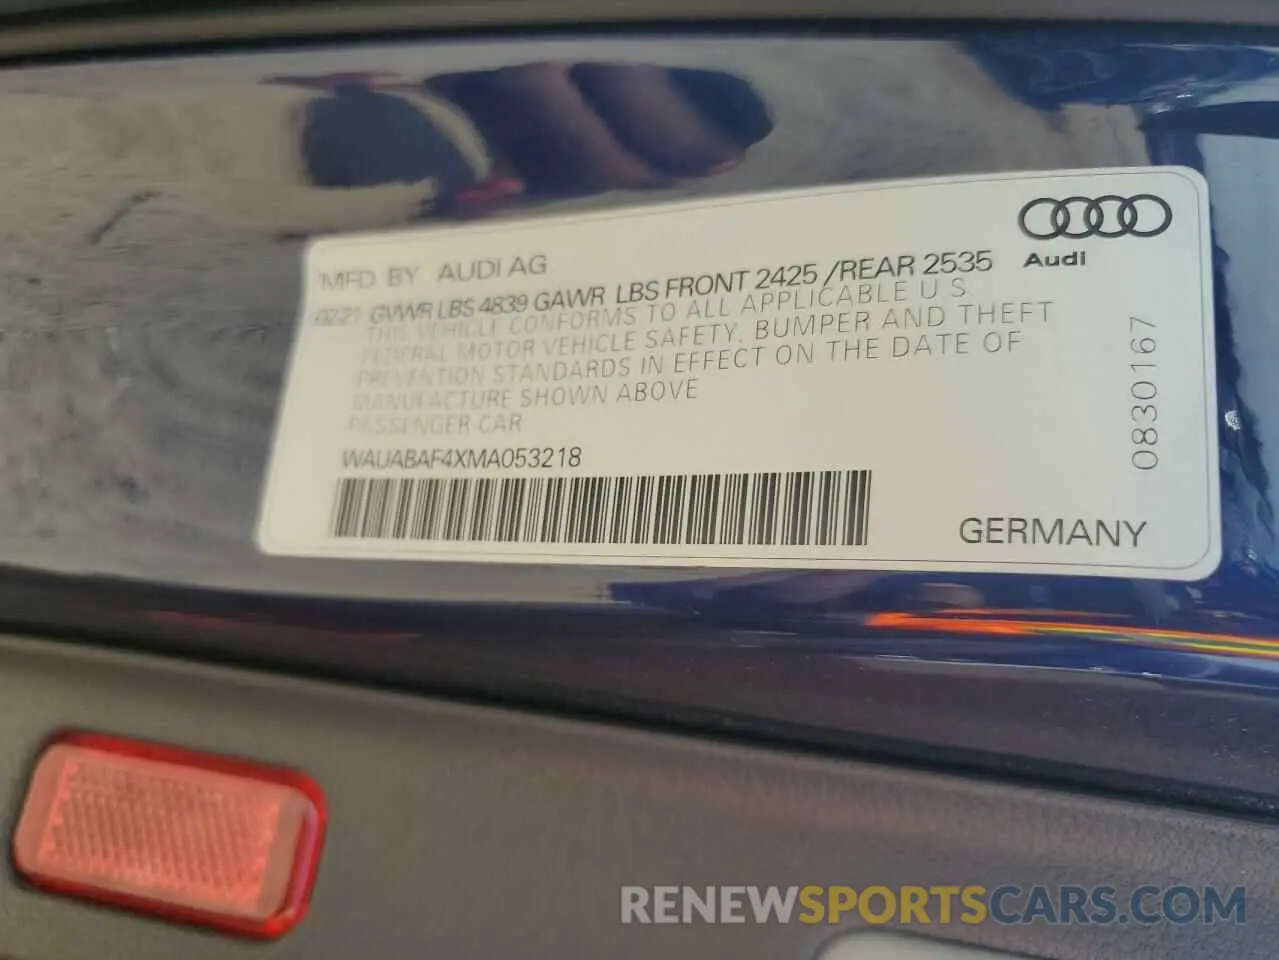 MFD BY AUDI AG
02.21 GVWR LBS 4839 GAWR LBS FRONT 2425 /REAR 2535
THIS VEHICLE CONFORMS TO ALL APPLICABLE U S
FEDERAL MOTOR VEHICLE SAFETY, BUMPER AND THEFT
PREVENTION STANDARDS IN EFFECT ON THE DATE OF
MANUFACTURE SHOWN ABOVE
PASSENGER CAR
WAUABAF4XMA053218
Audi
0830167
GERMANY
RENEWSPORTSCARS.COM